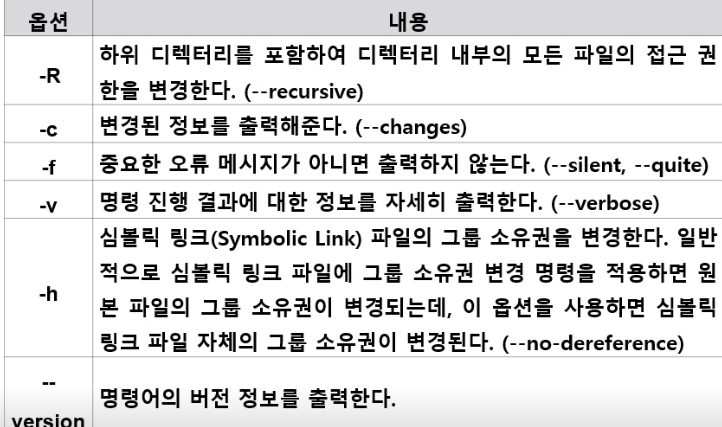 옵션 내용
-R 하위 디렉터리를 포함하여 디렉터리 내부의 모든 파일의 접근 권
한을 변경한다. (--recursive)
-c 변경된 정보를 출력해준다. (--changes)
-f 중요한 오류 메시지가 아니면 출력하지 않는다. (--silent, --quite)
-v 명령 진행 결과에 대한 정보를 자세히 출력한다. (--verbose)
-h 심볼릭 링크(Symbolic Link) 파일의 그룹 소유권을 변경한다. 일반
적으로 심볼릭 링크 파일에 그룹 소유권 변경 명령을 적용하면 원
본 파일의 그룹 소유권이 변경되는데, 이 옵션을 사용하면 심볼릭
링크 파일 자체의 그룹 소유권이 변경된다. (--no-dereference)
--
version 명령어의 버전 정보를 출력한다.